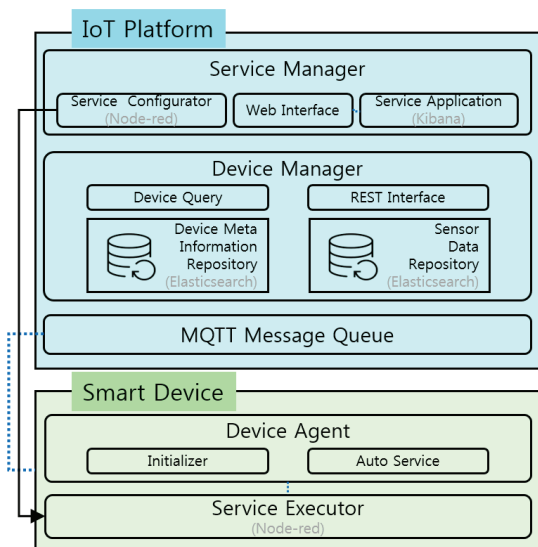 IoT Platform
Service Manager
Service Configurator
(Node-red)
Web Interface
Service Application
(Kibana)
Device Manager
Device Query
REST Interface
Device Meta
Information
Repository
(Elasticsearch)
Sensor
Data
Repository
(Elasticsearch)
MQTT Message Queue
Smart Device
Device Agent
Initializer
Auto Service
Service Executor
(Node-red)